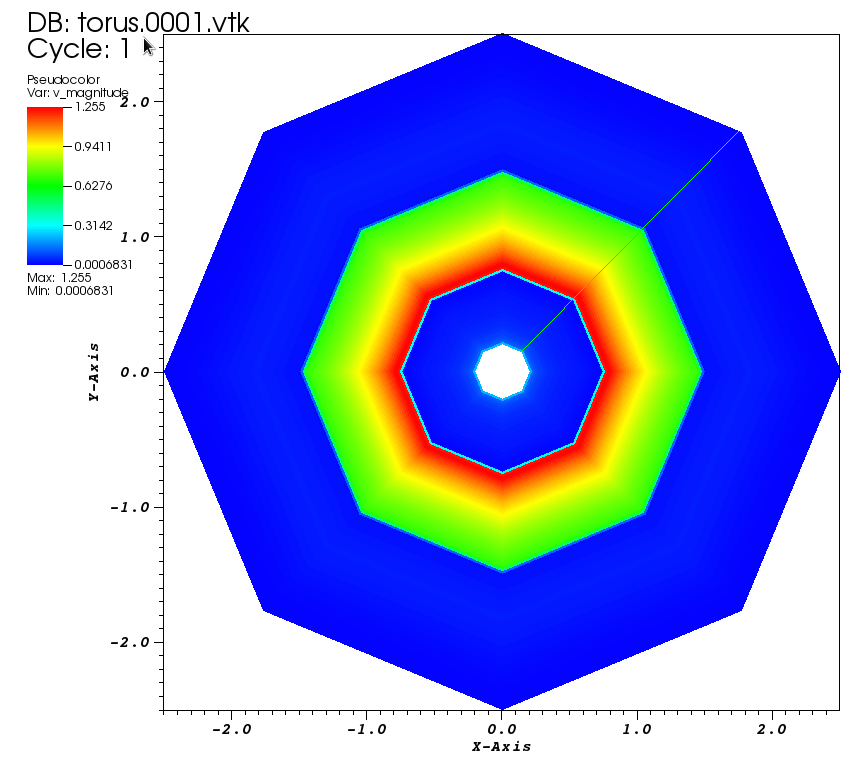 DB: torus.0001.vtk
Cycle: 1
Pseudocolor
Var: v_magnitude
1.255
0.9411
0.6276
0.3142
0.0006831
Max: 1.255
Min: 0.0006831
Y-Axis
2.0
1.0
0.0
-1.0
-2.0
-2.0 -1.0 0.0 1.0 2.0
X-Axis